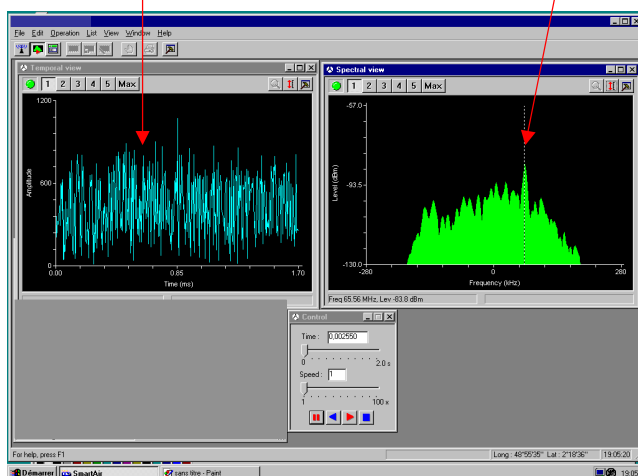 File Edit Operation List View Window Help
Temporal view
1 2 3 4 5 Max
1200
600
0
Amplitude
0.00 0.85 1.70
Time (ms)
Spectral view
1 2 3 4 5 Max
-57.0
-93.5
-130.0
Level (dBm)
-280 0 280
Frequency (kHz)
Freq 65.56 MHz, Lev -83.8 dBm
Control
Time : 0,002550
0 2.0 s
Speed : 1
1 100 x
For help, press F1
Long : 48°55'35" Lat : 2°18'36" 19:05:20
Démarrer SmartAir sans titre - Paint 19:05